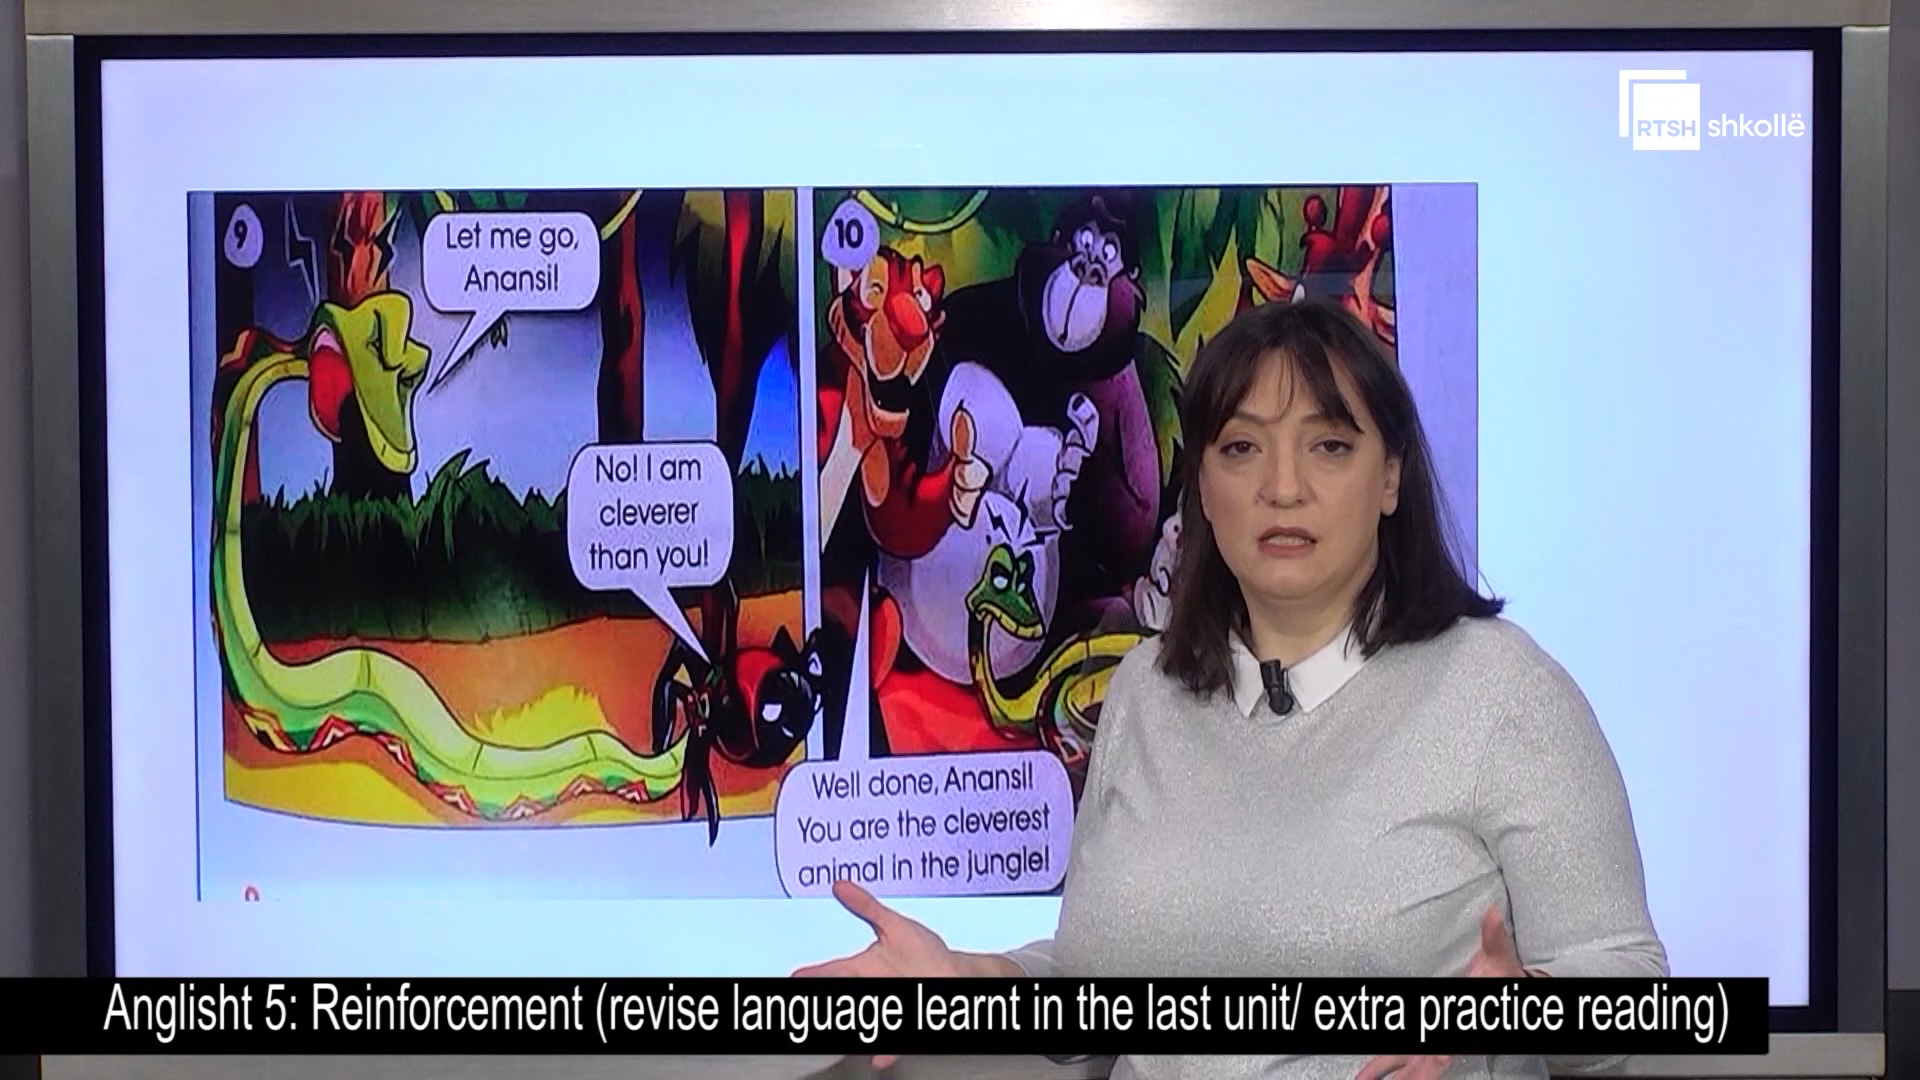 RTSH shkollë
9
Let me go,
Anansi!
No! I am
cleverer
than you!
10
Well done, Anansi!
You are the cleverest
animal in the jungle!
Anglisht 5: Reinforcement (revise language learnt in the last unit/ extra practice reading)